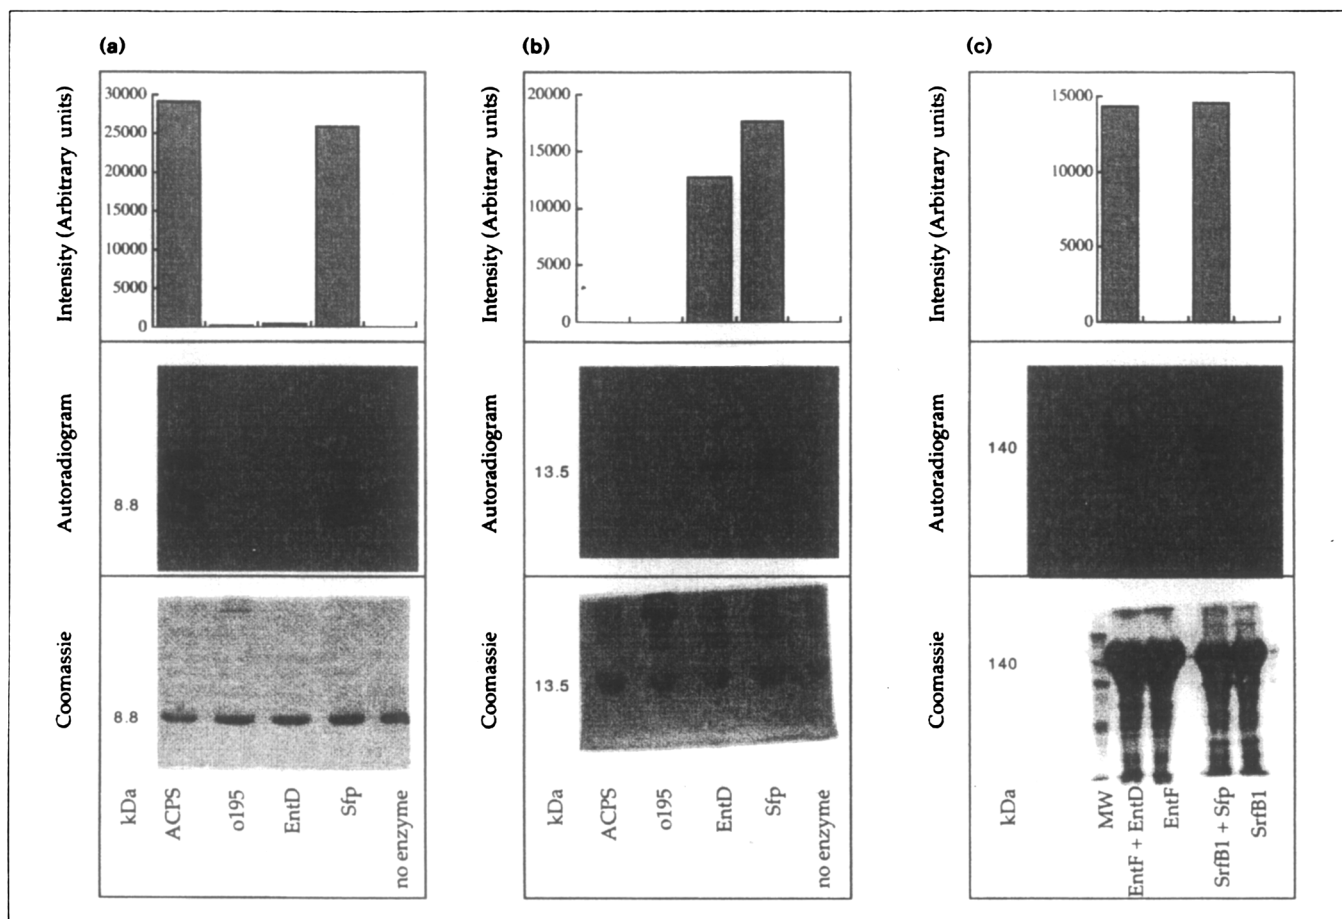 (a)
Intensity (Arbitrary units)
30000
25000
20000
15000
10000
5000
0
Autoradiogram
8.8
Coomassie
8.8
kDa
ACPS
o195
EntD
Sfp
no enzyme
(b)
Intensity (Arbitrary units)
20000
15000
10000
5000
0
Autoradiogram
13.5
Coomassie
13.5
kDa
ACPS
o195
EntD
Sfp
no enzyme
(c)
Intensity (Arbitrary units)
15000
10000
5000
0
Autoradiogram
140
Coomassie
140
kDa
MW
EntF + EntD
EntF
SrfB1 + Sfp
SrfB1